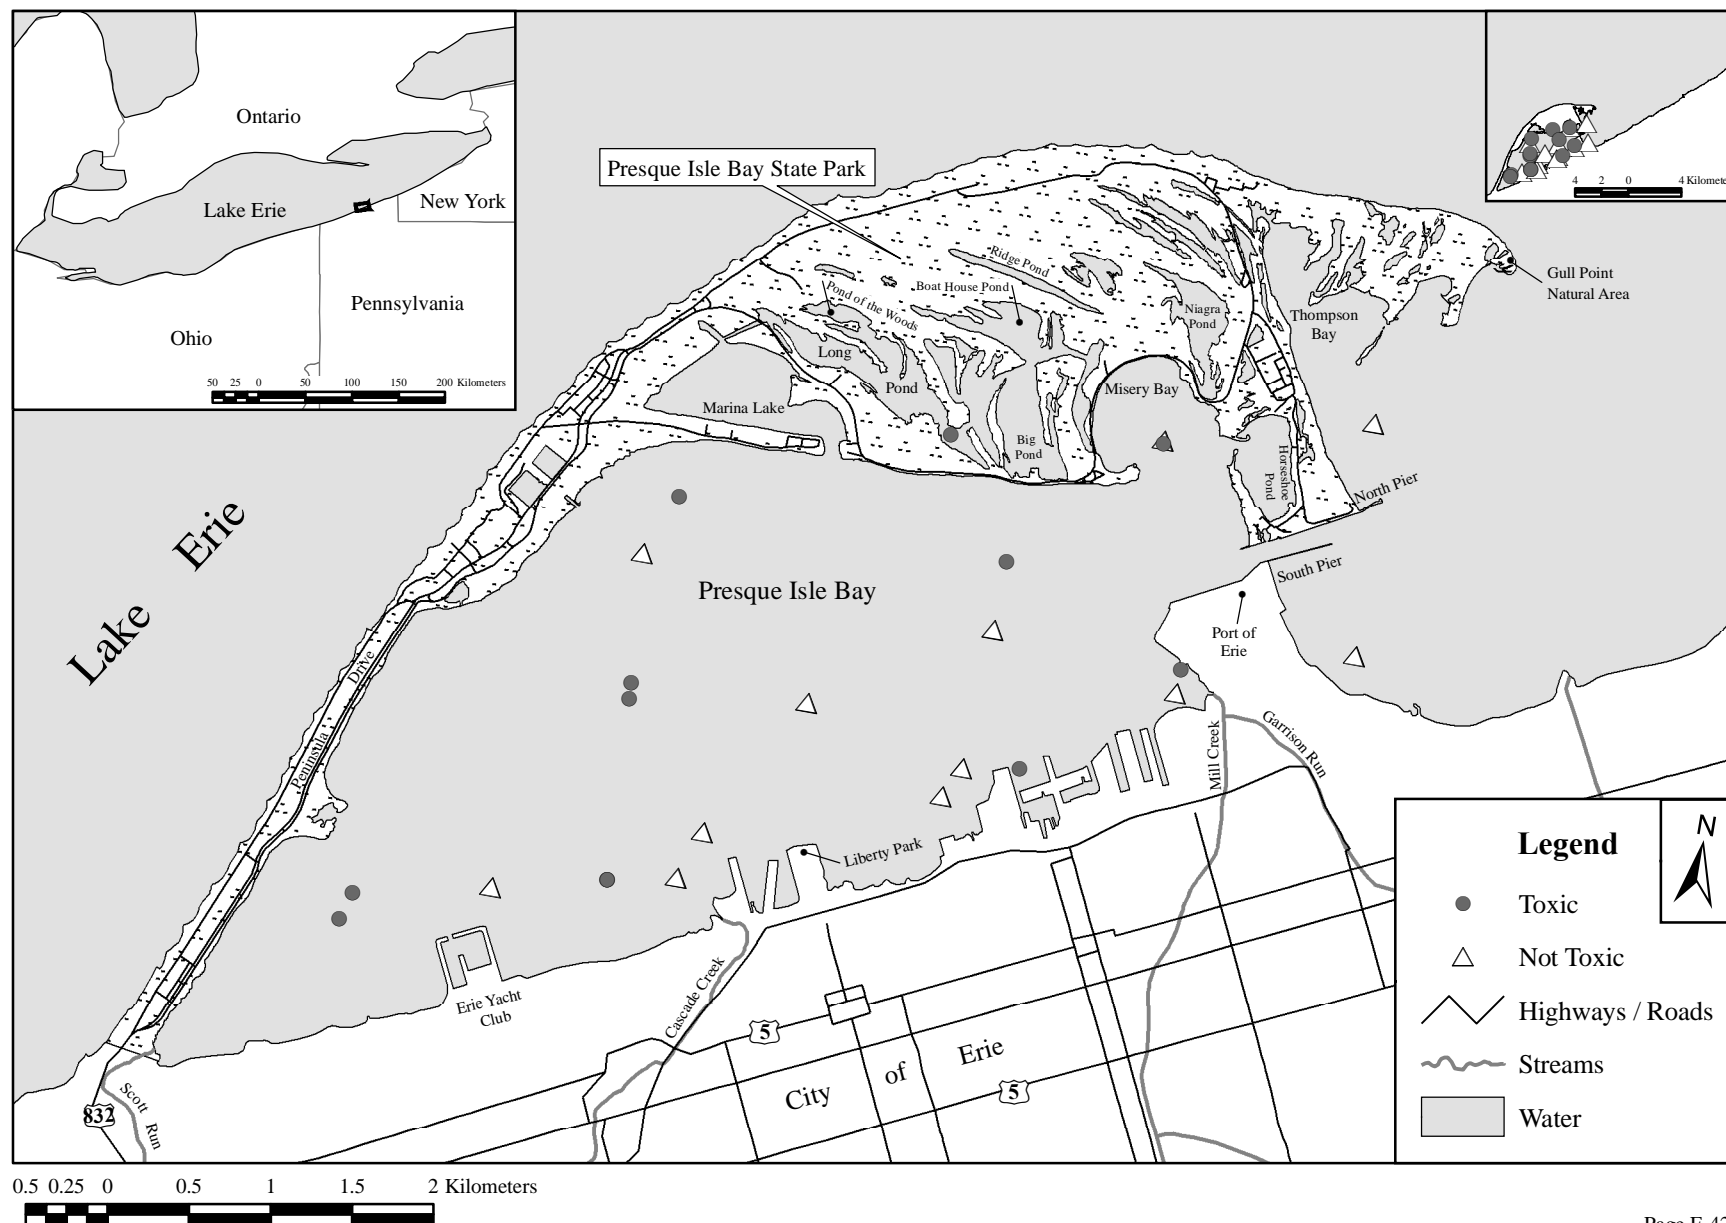 Ontario
Lake Erie
New York
Pennsylvania
Ohio
50 25 0 50 100 150 200 Kilometers
4 2 0 4
Presque Isle Bay State Park
Ridge Pond
Boat House Pond
Pond of the Woods
Niagra
Pond
Thompson
Bay
Gull Point
Natural Area
Long
Pond
Misery Bay
Marina Lake
Big
Pond
Horseshoe
Pond
North Pier
South Pier
Lake Erie
Presque Isle Bay
Port of
Erie
Peninsula Drive
Mill Creek
Garrison Run
Liberty Park
Erie Yacht
Club
Cascade Creek
Scott Run
832
5
5
City of Erie
Legend
N
Toxic
Not Toxic
Highways / Roads
Streams
Water
0.5 0.25 0 0.5 1 1.5 2 Kilometers